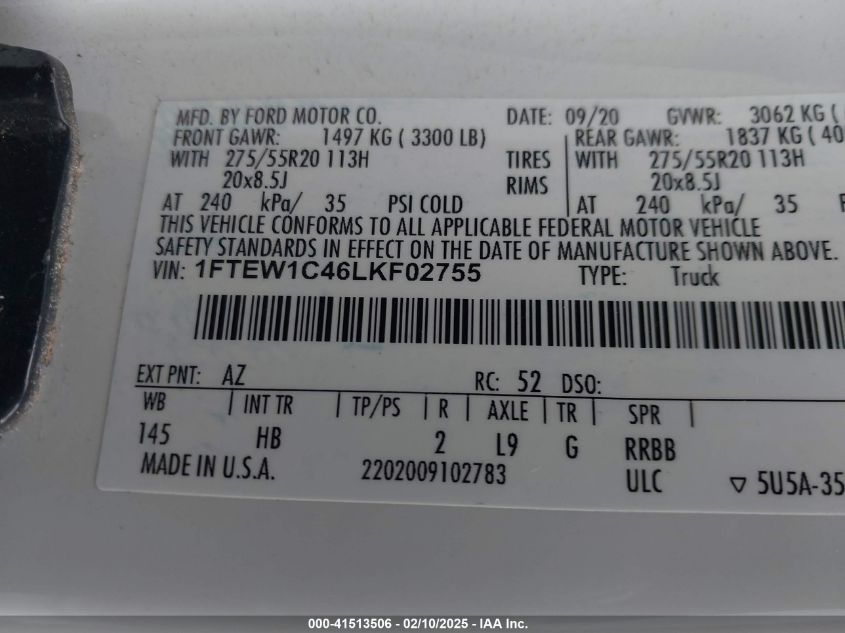 MFD. BY FORD MOTOR CO. DATE: 09/20 GVWR: 3062 KG (
FRONT GAWR: 1497 KG ( 3300 LB) REAR GAWR: 1837 KG ( 40
WITH 275/55R20 113H TIRES WITH 275/55R20 113H
20x8.5J RIMS 20x8.5J
AT 240 kPa/ 35 PSI COLD AT 240 kPa/ 35
THIS VEHICLE CONFORMS TO ALL APPLICABLE FEDERAL MOTOR VEHICLE
SAFETY STANDARDS IN EFFECT ON THE DATE OF MANUFACTURE SHOWN ABOVE.
VIN: 1FTEW1C46LKF02755 TYPE: Truck
EXT PNT: AZ RC: 52 DSO:
WB | INT TR | TP/PS | R | AXLE | TR | SPR |
145 HB 2 L9 G RRBB
MADE IN U.S.A. 2202009102783 ULC ▽ 5U5A-35
000-41513506 - 02/10/2025 - IAA Inc.